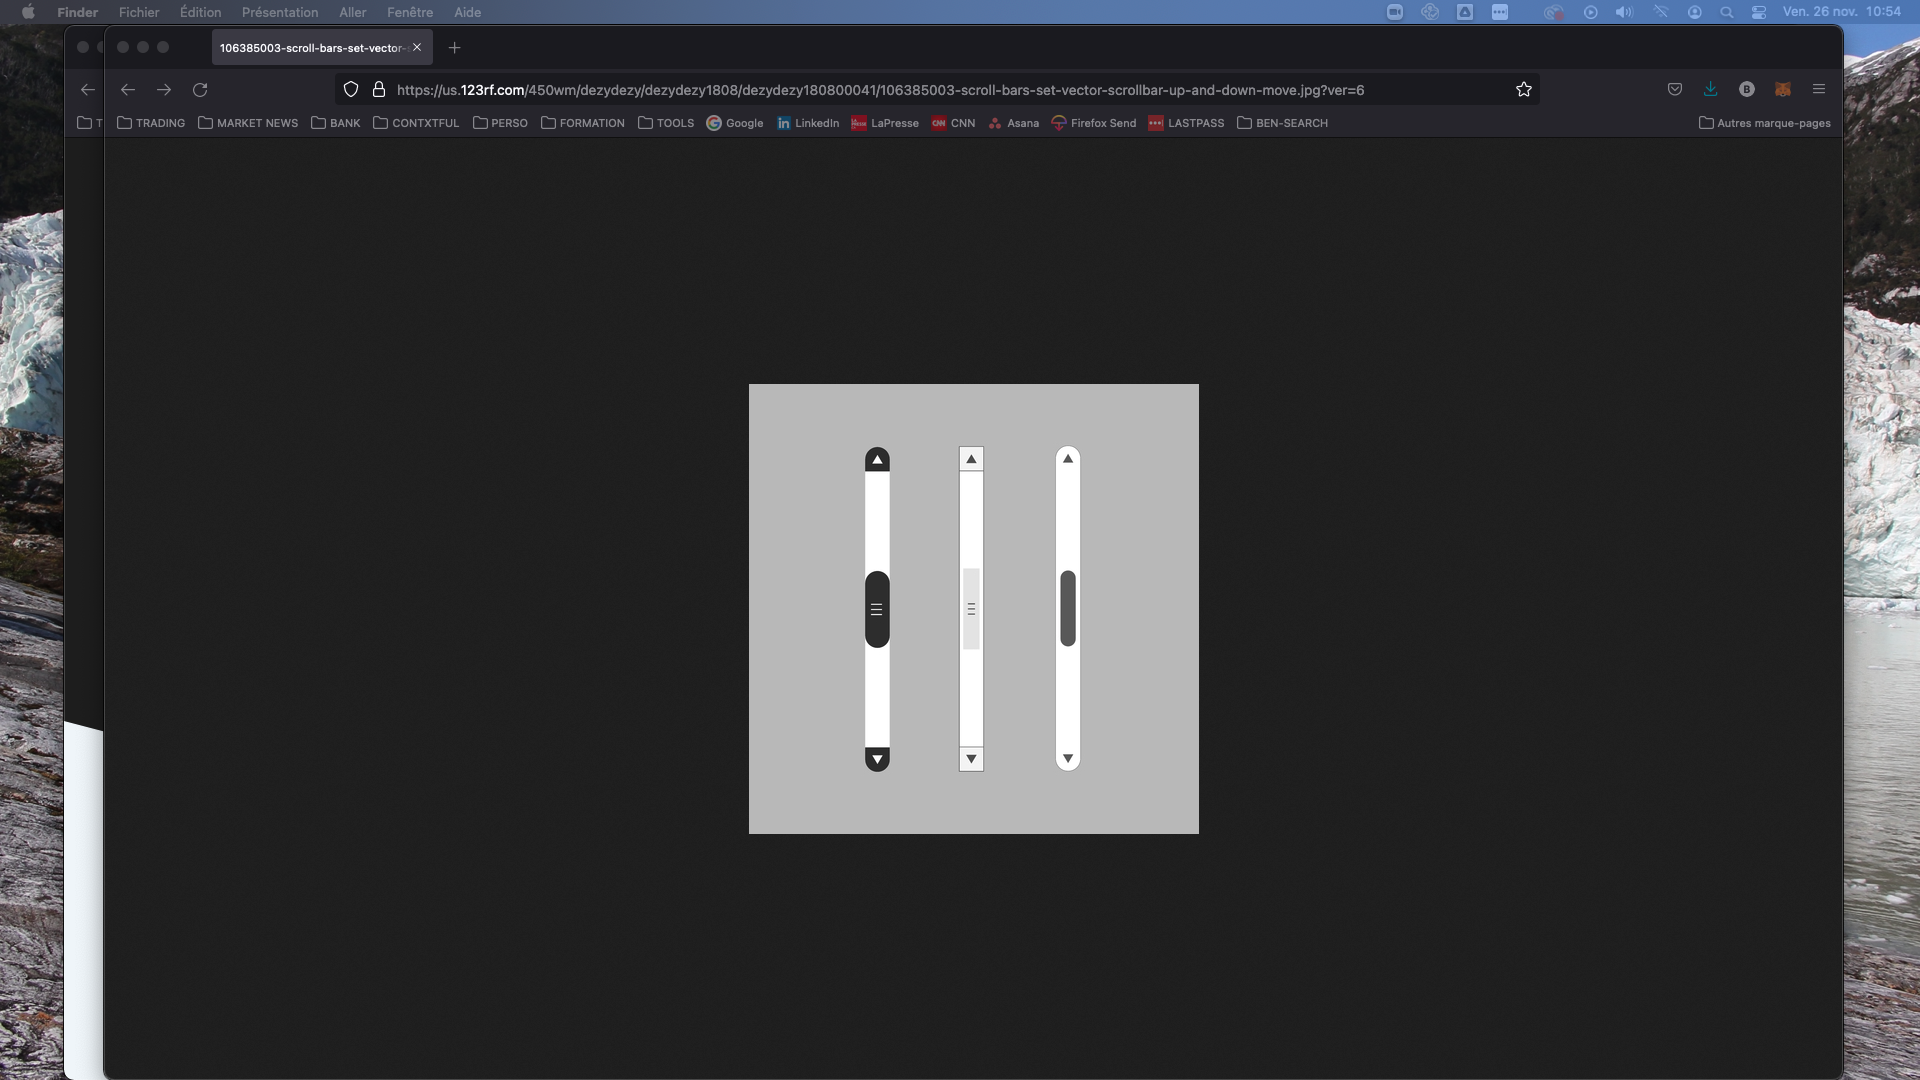 Finder Fichier Édition Présentation Aller Fenêtre Aide Ven. 26 nov. 10:54
106385003-scroll-bars-set-vector-
https://us.123rf.com/450wm/dezydezy/dezydezy1808/dezydezy180800041/106385003-scroll-bars-set-vector-scrollbar-up-and-down-move.jpg?ver=6 B
T TRADING MARKET NEWS BANK CONTXTFUL PERSO FORMATION TOOLS Google LinkedIn LaPresse CNN Asana Firefox Send LASTPASS BEN-SEARCH Autres marque-pages